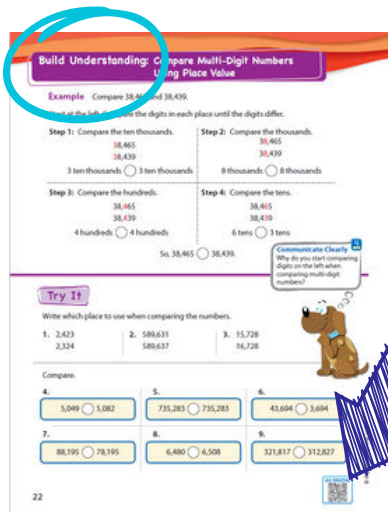 Build Understanding: Compare Multi-Digit Numbers
Using Place Value
Example Compare 38,465 and 38,439.
Start at the left. Compare the digits in each place until the digits differ.
Step 1: Compare the ten thousands.
38,465
38,439
3 ten thousands ◯ 3 ten thousands
Step 2: Compare the thousands.
38,465
38,439
8 thousands ◯ 8 thousands
Step 3: Compare the hundreds.
38,465
38,439
4 hundreds ◯ 4 hundreds
Step 4: Compare the tens.
38,465
38,439
6 tens ◯ 3 tens
So, 38,465 ◯ 38,439.
Communicate Clearly
Why do you start comparing
digits on the left when
comparing multi-digit
numbers?
Try It
Write which place to use when comparing the numbers.
1. 2,423
2,324
2. 589,631
589,637
3. 15,728
16,728
Compare.
4.
5,049 ◯ 5,082
5.
735,283 ◯ 735,283
6.
43,694 ◯ 3,694
7.
88,195 ◯ 78,195
8.
6,480 ◯ 6,508
9.
321,817 ◯ 312,827
22